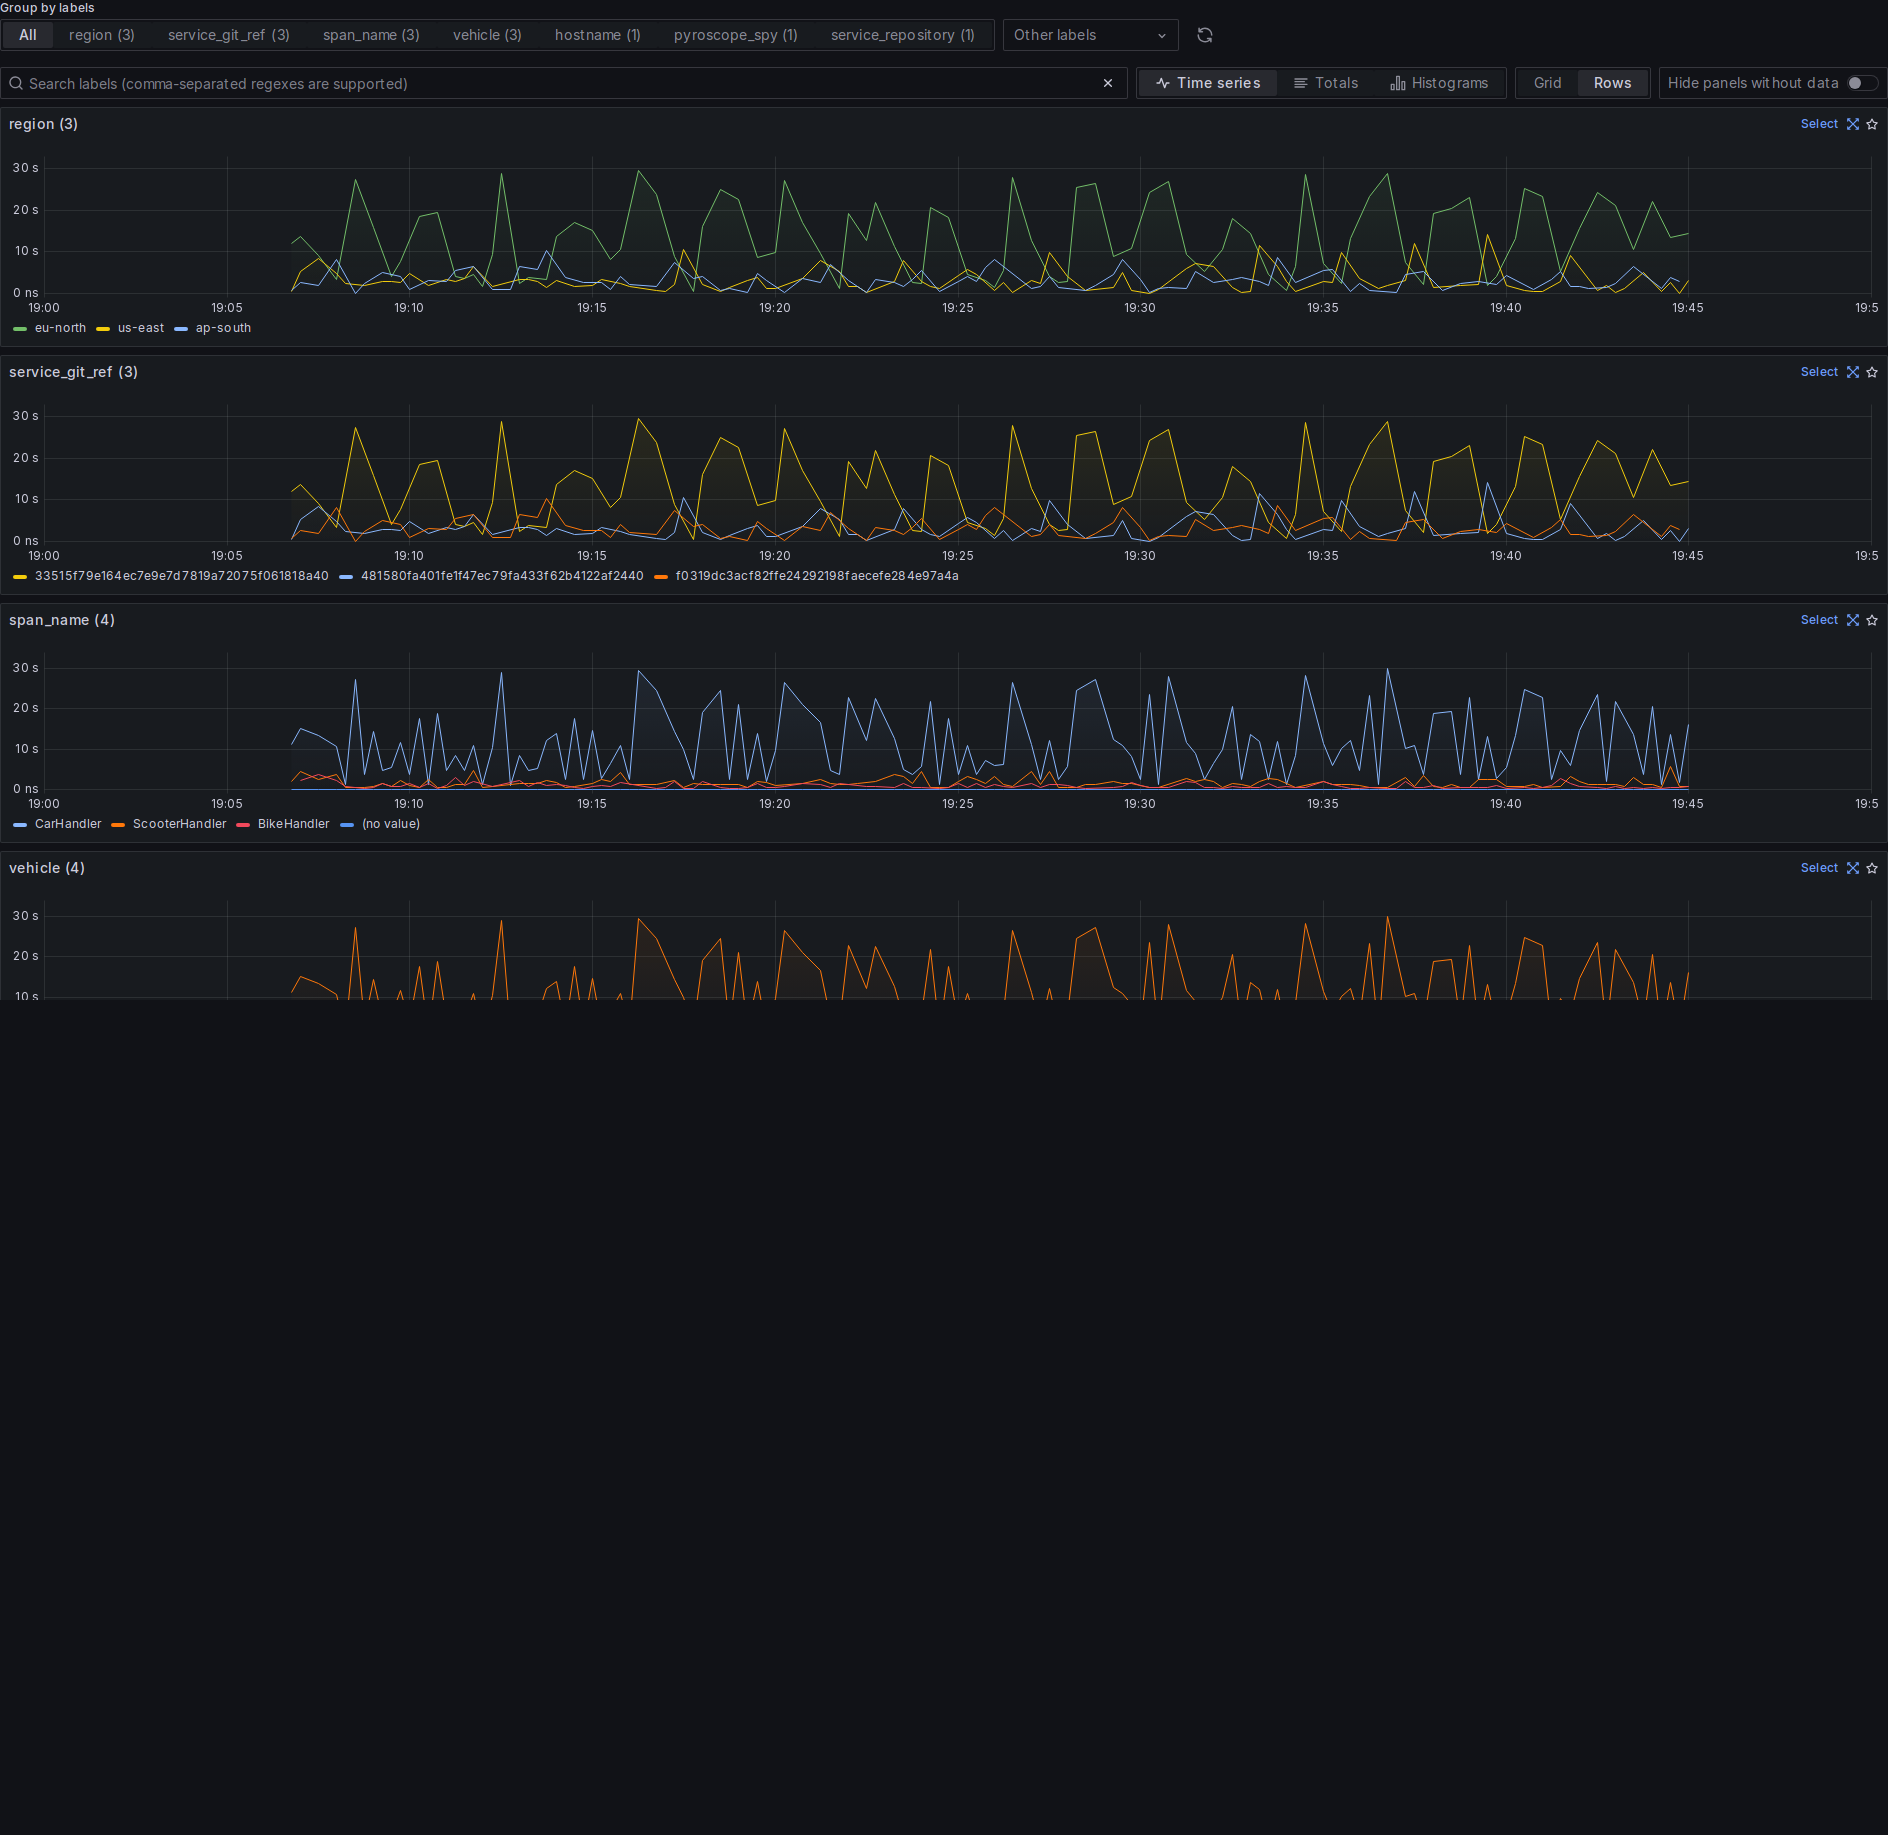 Group by labels
All region (3) service_git_ref (3) span_name (3) vehicle (3) hostname (1) pyroscope_spy (1) service_repository (1) Other labels
Search labels (comma-separated regexes are supported) Time series Totals Histograms Grid Rows Hide panels without data
region (3) Select
30 s
20 s
10 s
0 ns
19:00 19:05 19:10 19:15 19:20 19:25 19:30 19:35 19:40 19:45 19:5
eu-north us-east ap-south
service_git_ref (3) Select
30 s
20 s
10 s
0 ns
19:00 19:05 19:10 19:15 19:20 19:25 19:30 19:35 19:40 19:45 19:5
33515f79e164ec7e9e7d7819a72075f061818a40 481580fa401fe1f47ec79fa433f62b4122af2440 f0319dc3acf82ffe24292198faecefe284e97a4a
span_name (4) Select
30 s
20 s
10 s
0 ns
19:00 19:05 19:10 19:15 19:20 19:25 19:30 19:35 19:40 19:45 19:5
CarHandler ScooterHandler BikeHandler (no value)
vehicle (4) Select
30 s
20 s
10 s